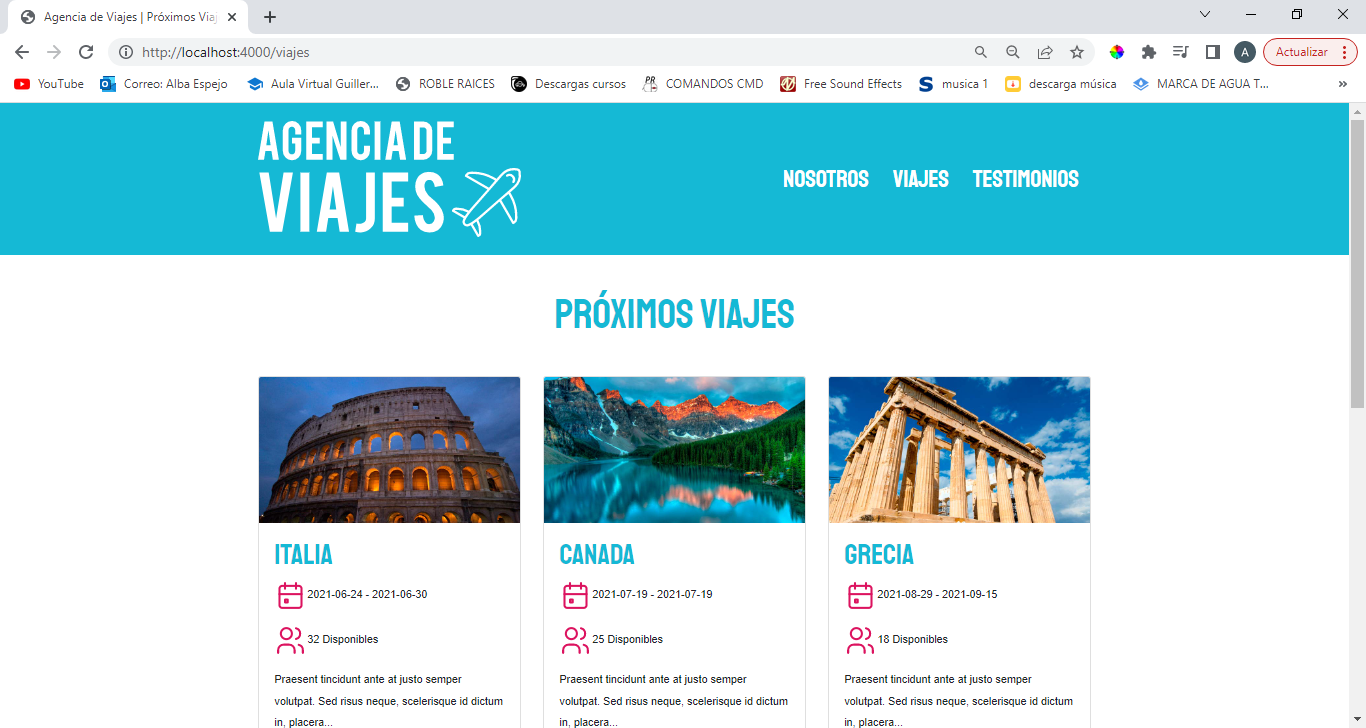 Agencia de Viajes | Próximos Viaj
http://localhost:4000/viajes
A
Actualizar
YouTube
Correo: Alba Espejo
Aula Virtual Guiller...
ROBLE RAICES
Descargas cursos
COMANDOS CMD
Free Sound Effects
musica 1
descarga música
MARCA DE AGUA T...
»
AGENCIA DE
VIAJES
NOSOTROS VIAJES TESTIMONIOS
PRÓXIMOS VIAJES
ITALIA
2021-06-24 - 2021-06-30
32 Disponibles
Praesent tincidunt ante at justo semper
volutpat. Sed risus neque, scelerisque id dictum
in, placera...
CANADA
2021-07-19 - 2021-07-19
25 Disponibles
Praesent tincidunt ante at justo semper
volutpat. Sed risus neque, scelerisque id dictum
in, placera...
GRECIA
2021-08-29 - 2021-09-15
18 Disponibles
Praesent tincidunt ante at justo semper
volutpat. Sed risus neque, scelerisque id dictum
in, placera...